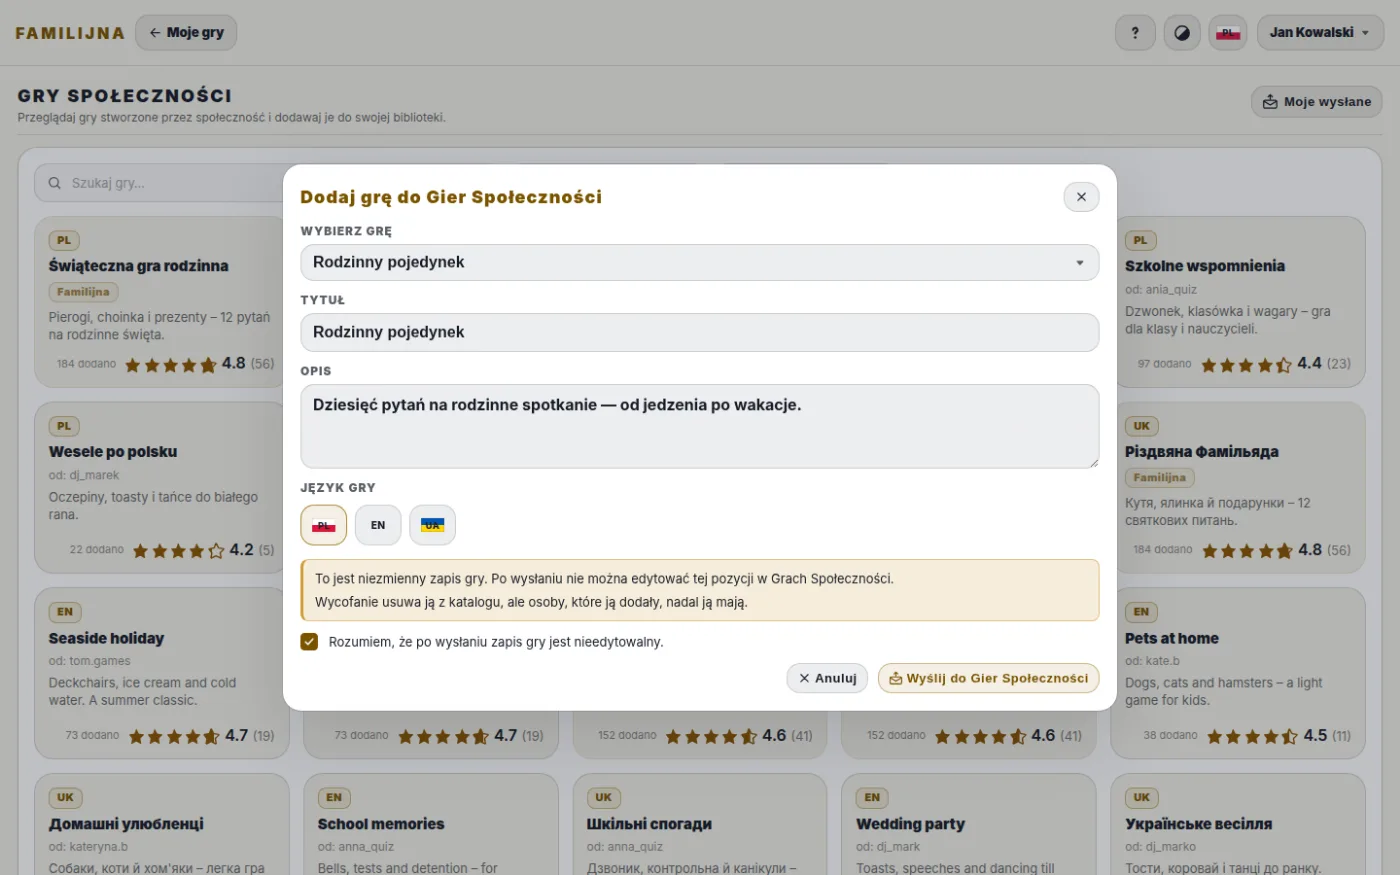 FAMILIJNA
← Moje gry
?
PL
Jan Kowalski
GRY SPOŁECZNOŚCI
Przeglądaj gry stworzone przez społeczność i dodawaj je do swojej biblioteki.
Moje wysłane
Szukaj gry...
Dodaj grę do Gier Społeczności
WYBIERZ GRĘ
Rodzinny pojedynek
TYTUŁ
Rodzinny pojedynek
OPIS
Dziesięć pytań na rodzinne spotkanie — od jedzenia po wakacje.
JĘZYK GRY
PL
EN
UA
To jest niezmienny zapis gry. Po wysłaniu nie można edytować tej pozycji w Grach Społeczności.
Wycofanie usuwa ją z katalogu, ale osoby, które ją dodały, nadal ją mają.
Rozumiem, że po wysłaniu zapis gry jest nieedytowalny.
Anuluj
Wyślij do Gier Społeczności
PL
Świąteczna gra rodzinna
Familijna
Pierogi, choinka i prezenty – 12 pytań
na rodzinne święta.
184 dodano 4.8 (56)
PL
Szkolne wspomnienia
od: ania_quiz
Dzwonek, klasówka i wagary – gra
dla klasy i nauczycieli.
97 dodano 4.4 (23)
PL
Wesele po polsku
od: dj_marek
Oczepiny, toasty i tańce do białego
rana.
22 dodano 4.2 (5)
UK
Різдвяна Фамільяда
Familijna
Кутя, ялинка й подарунки – 12
святкових питань.
184 dodano 4.8 (56)
EN
Seaside holiday
od: tom.games
Deckchairs, ice cream and cold
water. A summer classic.
73 dodano 4.7 (19)
73 dodano 4.7 (19)
152 dodano 4.6 (41)
152 dodano 4.6 (41)
EN
Pets at home
od: kate.b
Dogs, cats and hamsters – a light
game for kids.
38 dodano 4.5 (11)
UK
Домашні улюбленці
od: kateryna.b
Собаки, коти й хом'яки – легка гра
EN
School memories
od: anna_quiz
Bells, tests and detention – for
UK
Шкільні спогади
od: anna_quiz
Дзвоник, контрольна й канікули –
EN
Wedding party
od: dj_mark
Toasts, speeches and dancing till
UK
Українське весілля
od: dj_marko
Тости, коровай і танці до ранку.